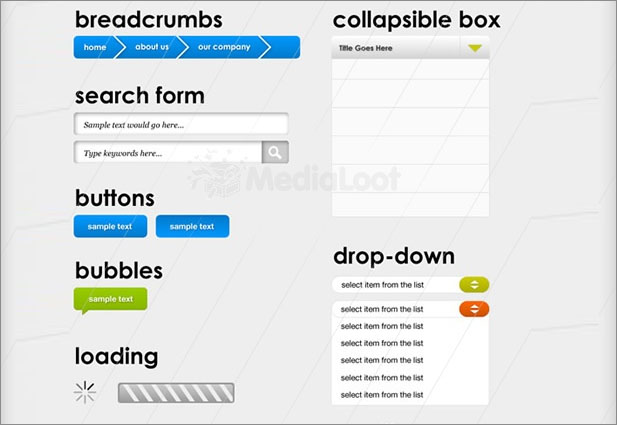 breadcrumbs
home
about us
our company
search form
Sample text would go here...
Type keywords here...
buttons
sample text
sample text
bubbles
sample text
loading
collapsible box
Title Goes Here
MediaLoot
drop-down
select item from the list
select item from the list
select item from the list
select item from the list
select item from the list
select item from the list
select item from the list